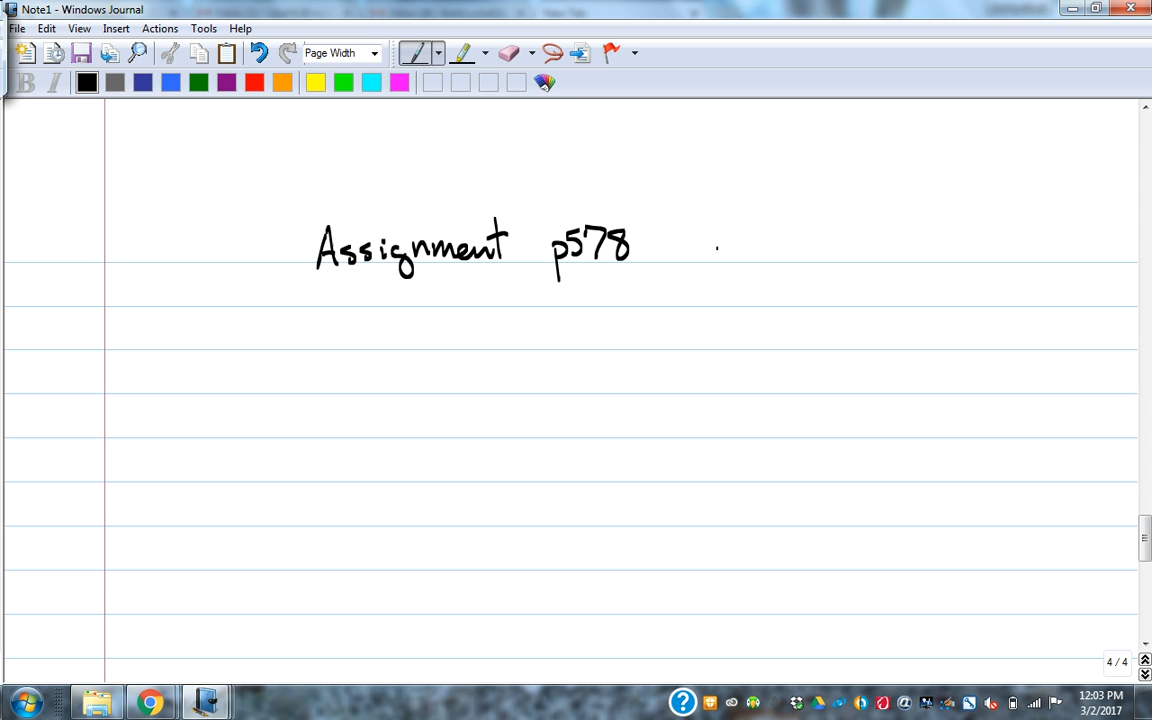 Note1 - Windows Journal
File Edit View Insert Actions Tools Help
Page Width
B I
Assignment p578
4 / 4
12:03 PM
3/2/2017